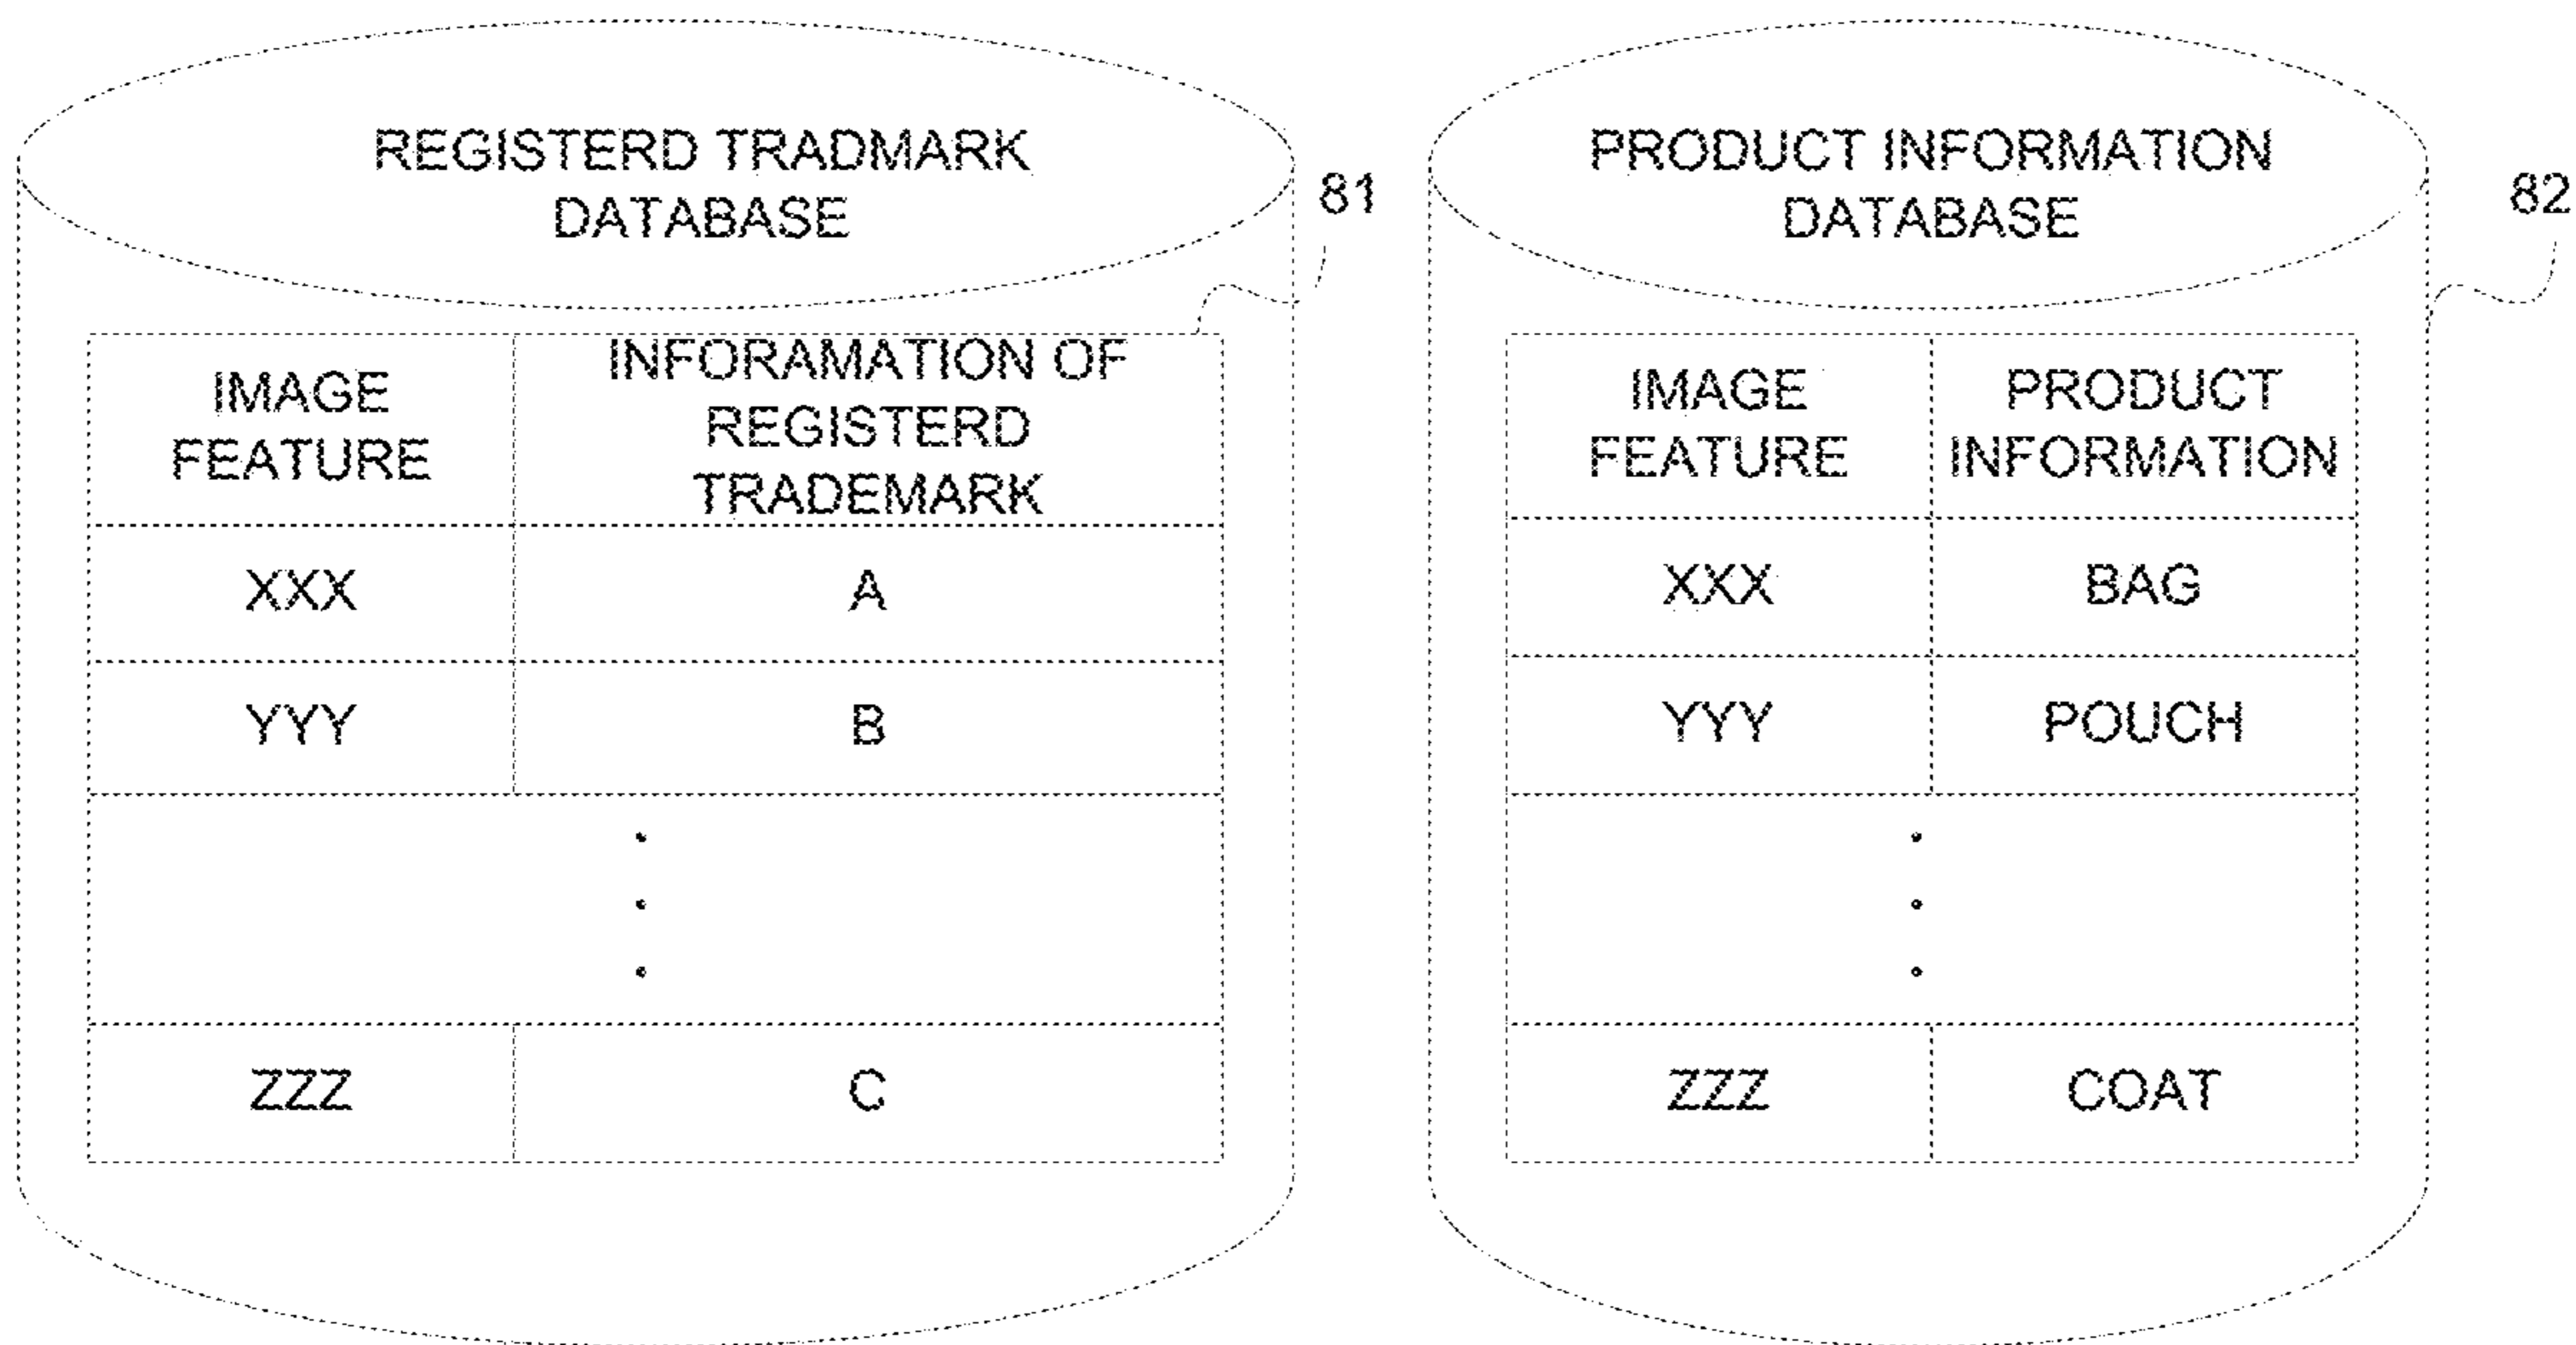 REGISTERD TRADMARK
DATABASE
81
IMAGE
FEATURE
INFORAMATION OF
REGISTERD
TRADEMARK
XXX
A
YYY
B
ZZZ
C
PRODUCT INFORMATION
DATABASE
82
IMAGE
FEATURE
PRODUCT
INFORMATION
XXX
BAG
YYY
POUCH
ZZZ
COAT